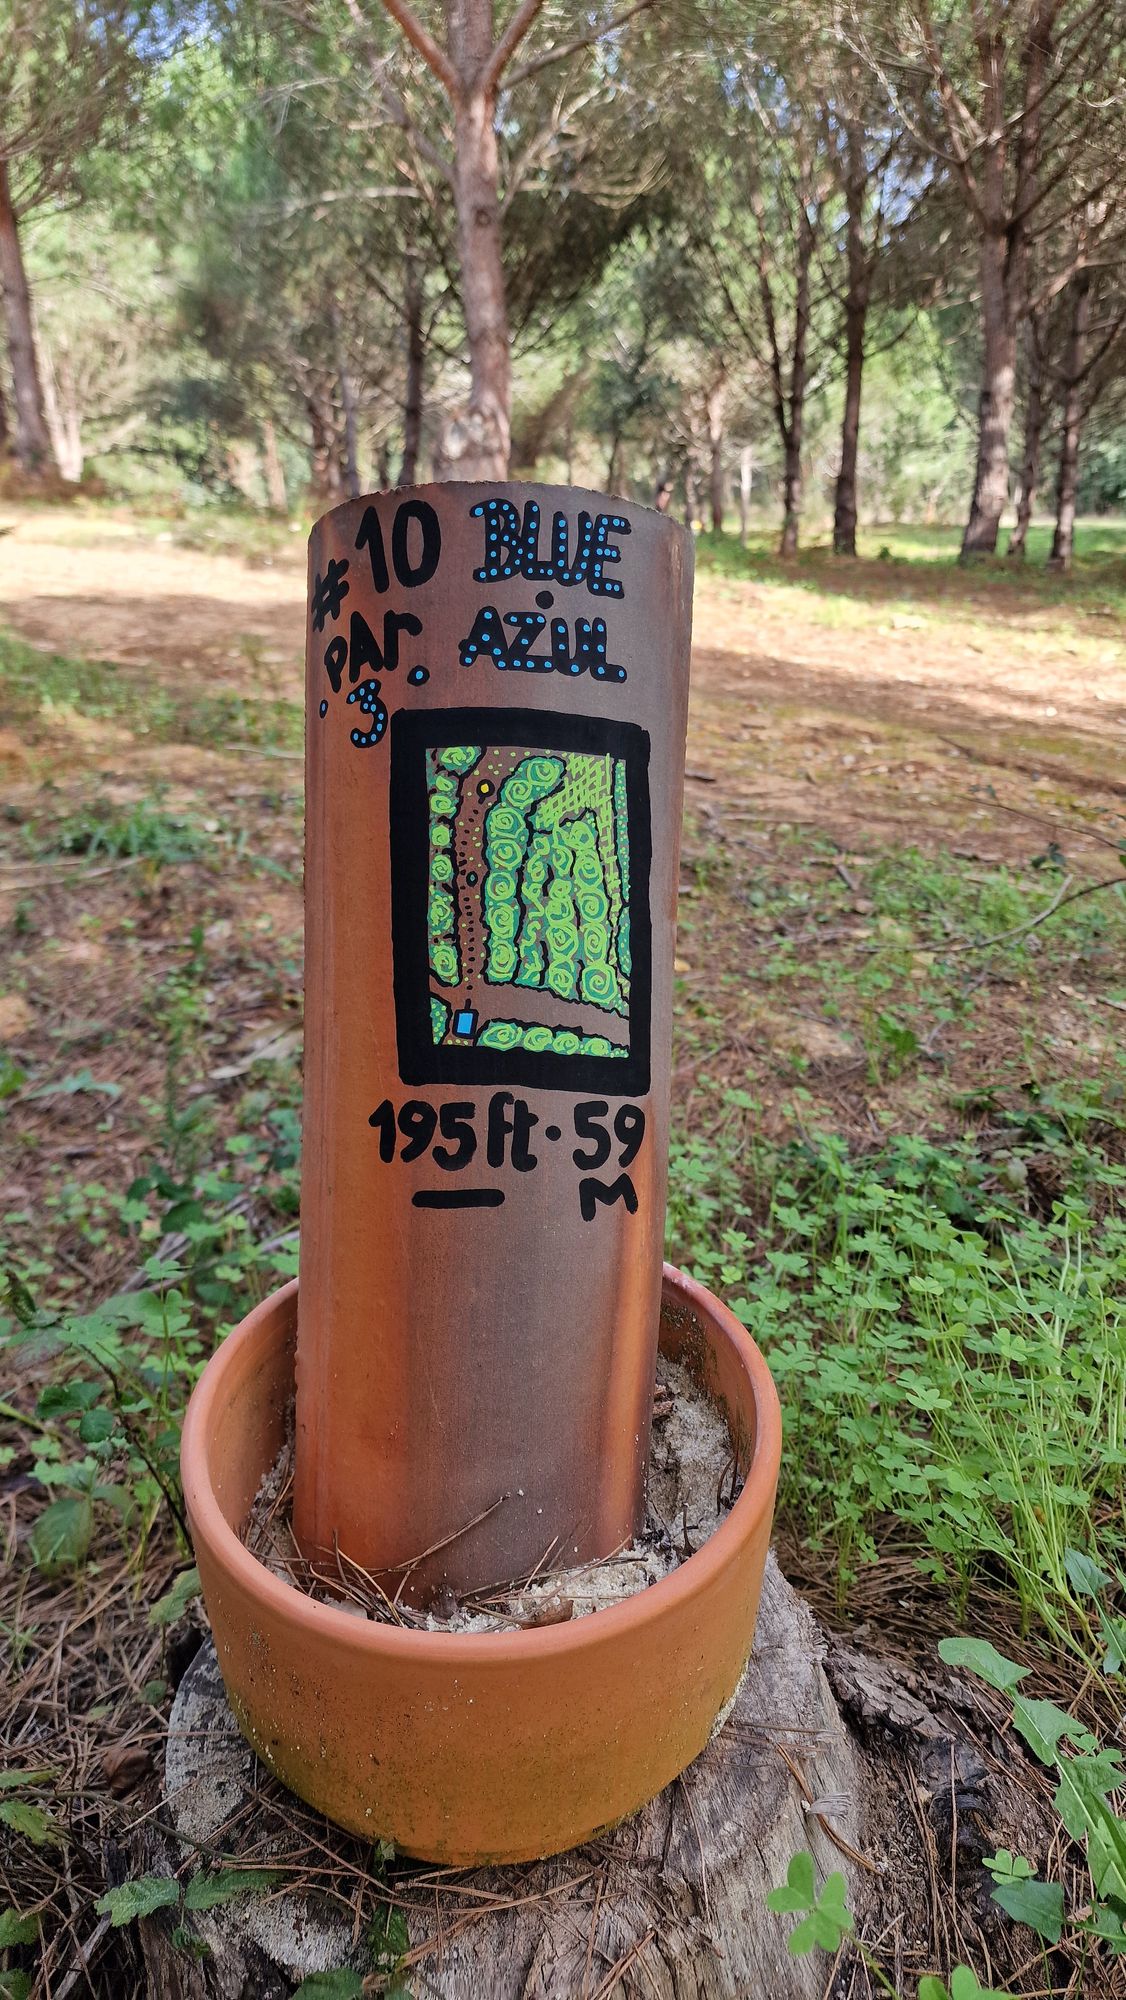 #10 BLUE
PAr. AZUL
3
195ft·59
M